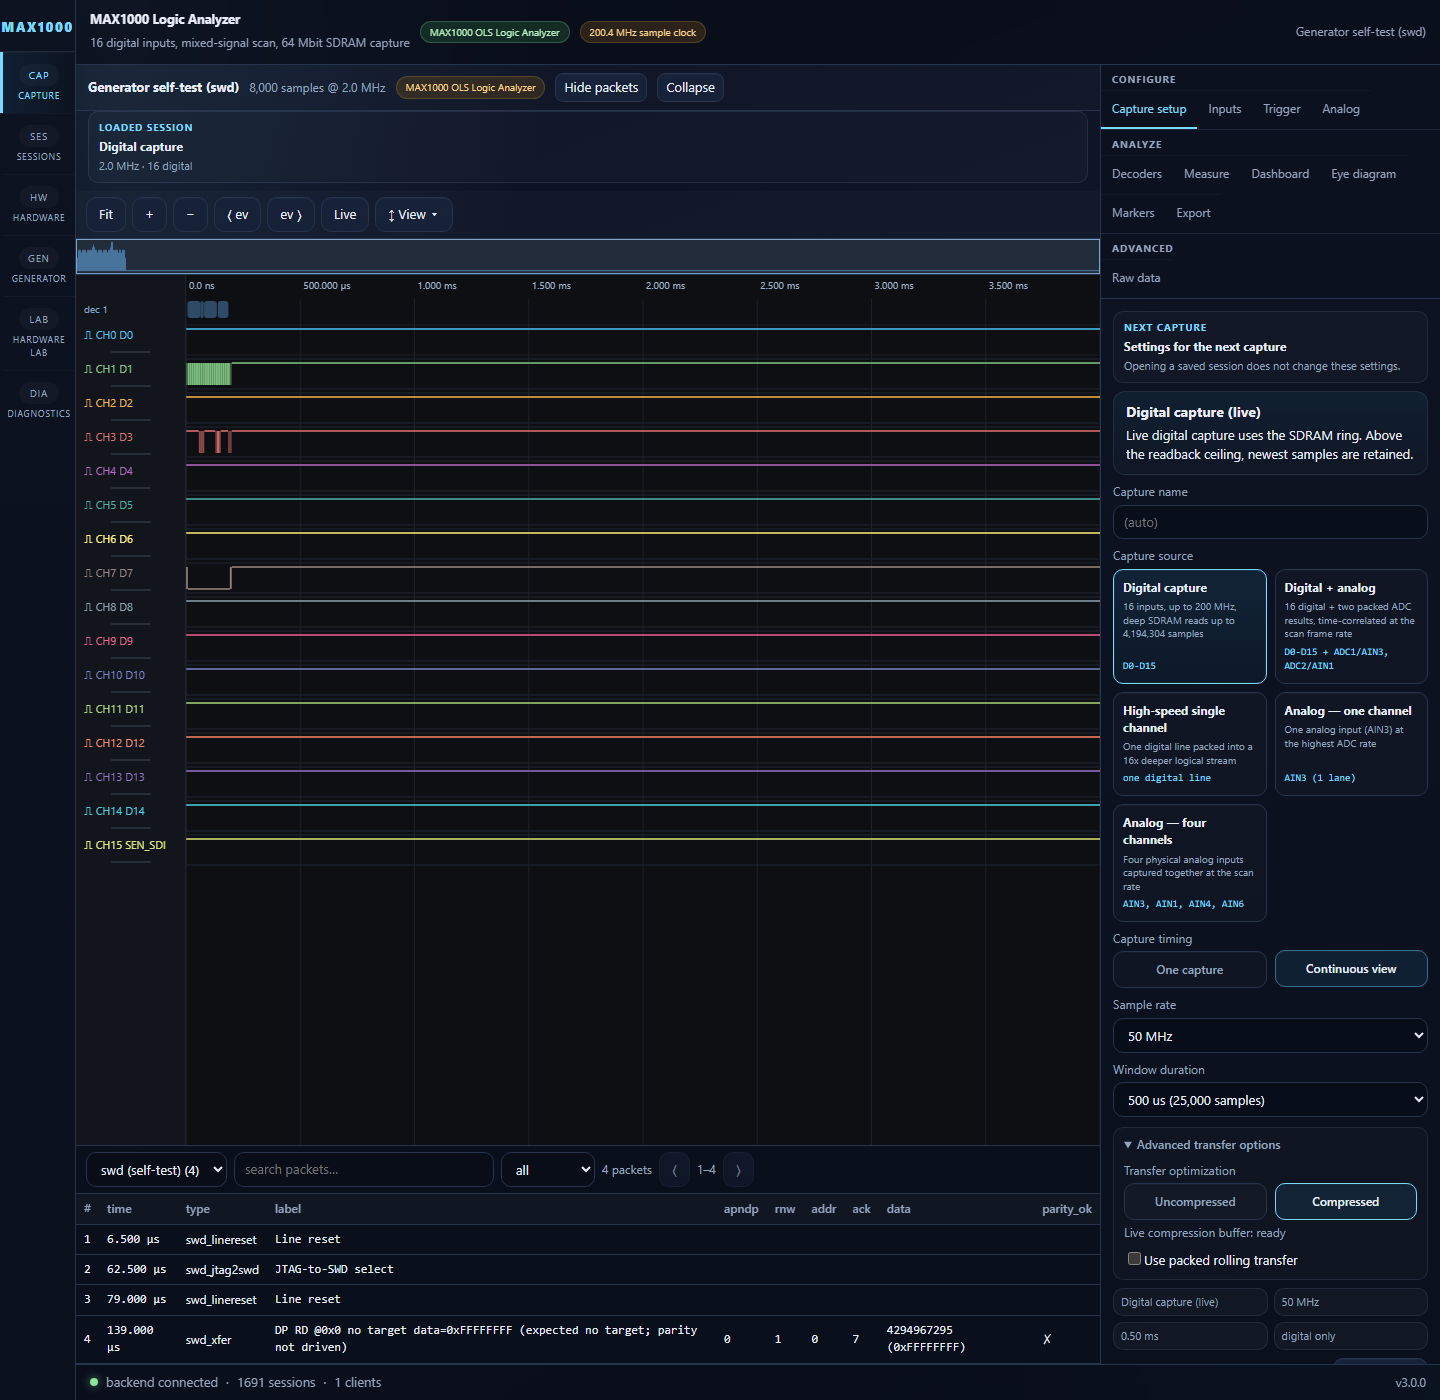 MAX1000
CAP
CAPTURE
SES
SESSIONS
HW
HARDWARE
GEN
GENERATOR
LAB
HARDWARE
LAB
DIA
DIAGNOSTICS
MAX1000 Logic Analyzer
16 digital inputs, mixed-signal scan, 64 Mbit SDRAM capture
MAX1000 OLS Logic Analyzer
200.4 MHz sample clock
Generator self-test (swd)
Generator self-test (swd)
8,000 samples @ 2.0 MHz
MAX1000 OLS Logic Analyzer
Hide packets
Collapse
LOADED SESSION
Digital capture
2.0 MHz · 16 digital
Fit
+
−
⟨ ev
ev ⟩
Live
↕ View ▾
0.0 ns
500.000 µs
1.000 ms
1.500 ms
2.000 ms
2.500 ms
3.000 ms
3.500 ms
dec 1
⎍ CH0 D0
⎍ CH1 D1
⎍ CH2 D2
⎍ CH3 D3
⎍ CH4 D4
⎍ CH5 D5
⎍ CH6 D6
⎍ CH7 D7
⎍ CH8 D8
⎍ CH9 D9
⎍ CH10 D10
⎍ CH11 D11
⎍ CH12 D12
⎍ CH13 D13
⎍ CH14 D14
⎍ CH15 SEN_SDI
swd (self-test) (4)
search packets...
all
4 packets
⟨
1–4
⟩
# time type label apndp rnw addr ack data parity_ok
1 6.500 µs swd_linereset Line reset
2 62.500 µs swd_jtag2swd JTAG-to-SWD select
3 79.000 µs swd_linereset Line reset
4 139.000 µs swd_xfer DP RD @0x0 no target data=0xFFFFFFFF (expected no target; parity not driven) 0 1 0 7 4294967295 (0xFFFFFFFF) ✗
CONFIGURE
Capture setup
Inputs
Trigger
Analog
ANALYZE
Decoders
Measure
Dashboard
Eye diagram
Markers
Export
ADVANCED
Raw data
NEXT CAPTURE
Settings for the next capture
Opening a saved session does not change these settings.
Digital capture (live)
Live digital capture uses the SDRAM ring. Above
the readback ceiling, newest samples are retained.
Capture name
(auto)
Capture source
Digital capture
16 inputs, up to 200 MHz,
deep SDRAM reads up to
4,194,304 samples
D0-D15
Digital + analog
16 digital + two packed ADC
results, time-correlated at the
scan frame rate
D0-D15 + ADC1/AIN3,
ADC2/AIN1
High-speed single
channel
One digital line packed into a
16x deeper logical stream
one digital line
Analog — one channel
One analog input (AIN3) at
the highest ADC rate
AIN3 (1 lane)
Analog — four
channels
Four physical analog inputs
captured together at the scan
rate
AIN3, AIN1, AIN4, AIN6
Capture timing
One capture
Continuous view
Sample rate
50 MHz
Window duration
500 us (25,000 samples)
▼ Advanced transfer options
Transfer optimization
Uncompressed
Compressed
Live compression buffer: ready
Use packed rolling transfer
Digital capture (live)
50 MHz
0.50 ms
digital only
backend connected · 1691 sessions · 1 clients
v3.0.0